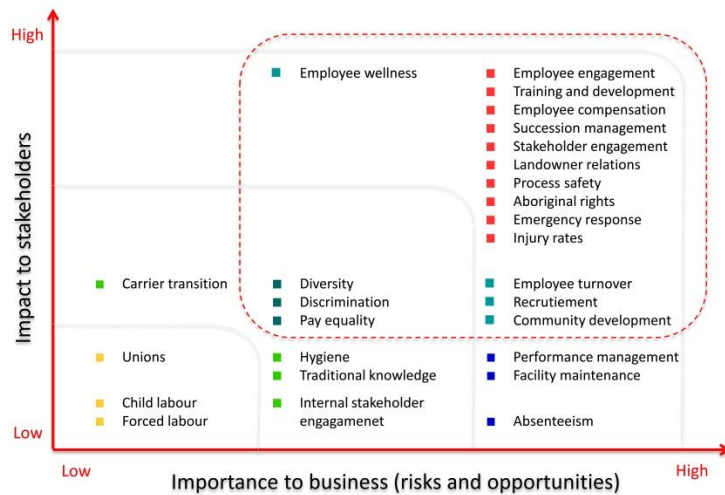 High
Impact to stakeholders
Low
Employee wellness
Employee engagement
Training and development
Employee compensation
Succession management
Stakeholder engagement
Landowner relations
Process safety
Aboriginal rights
Emergency response
Injury rates
Carrier transition
Diversity
Discrimination
Pay equality
Employee turnover
Recrutiement
Community development
Unions
Child labour
Forced labour
Hygiene
Traditional knowledge
Internal stakeholder
engagamenet
Performance management
Facility maintenance
Absenteeism
Low
Importance to business (risks and opportunities)
High